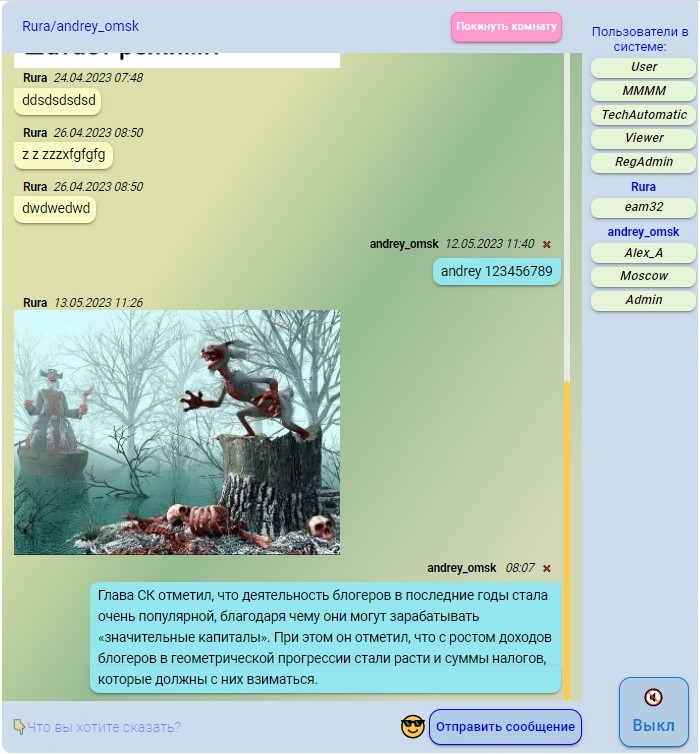 Rura/andrey_omsk
Покинуть комнату
Rura 24.04.2023 07:48
ddsdsdsdsd
Rura 26.04.2023 08:50
z z zzzxfgfgfg
Rura 26.04.2023 08:50
dwdwedwd
andrey_omsk 12.05.2023 11:40
andrey 123456789
Rura 13.05.2023 11:26
andrey_omsk 08:07
Глава СК отметил, что деятельность блогеров в последние годы стала
очень популярной, благодаря чему они могут зарабатывать
«значительные капиталы». При этом он отметил, что с ростом доходов
блогеров в геометрической прогрессии стали расти и суммы налогов,
которые должны с них взиматься.
Что вы хотите сказать?
Отправить сообщение
Пользователи в
системе:
User
MMMM
TechAutomatic
Viewer
RegAdmin
Rura
eam32
andrey_omsk
Alex_A
Moscow
Admin
Выкл